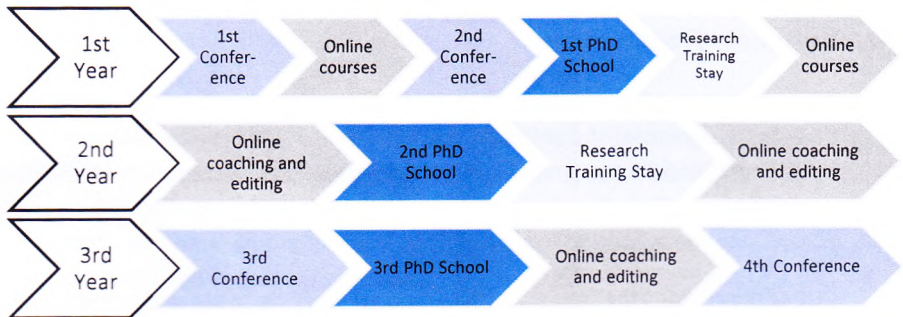 1st
Year
1st
Confer-
ence
Online
courses
2nd
Confer-
ence
1st PhD
School
Research
Training
Stay
Online
courses
2nd
Year
Online
coaching and
editing
2nd PhD
School
Research
Training Stay
Online coaching
and editing
3rd
Year
3rd
Conference
3rd PhD School
Online coaching
and editing
4th Conference